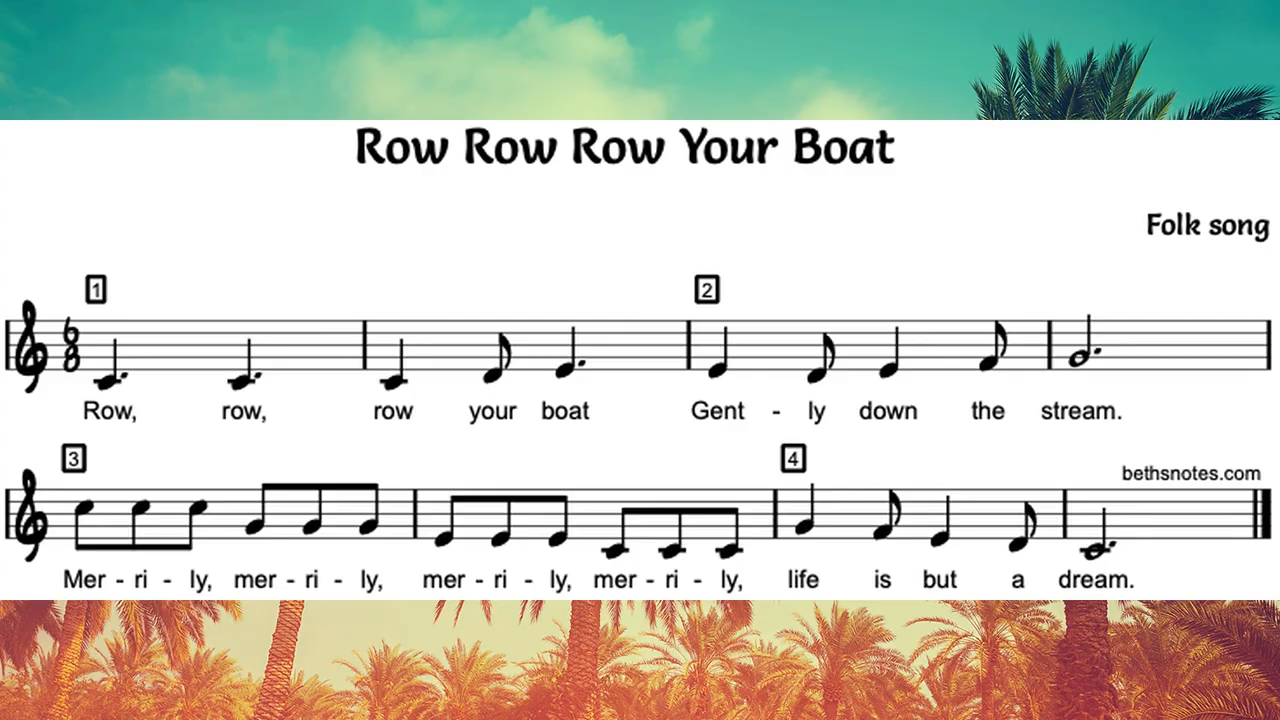 Row Row Row Your Boat
Folk song
1 2
6
8
Row, row, row your boat Gent - ly down the stream.
3 4
bethsnotes.com
Mer - ri - ly, mer - ri - ly, mer - ri - ly, mer - ri - ly, life is but a dream.